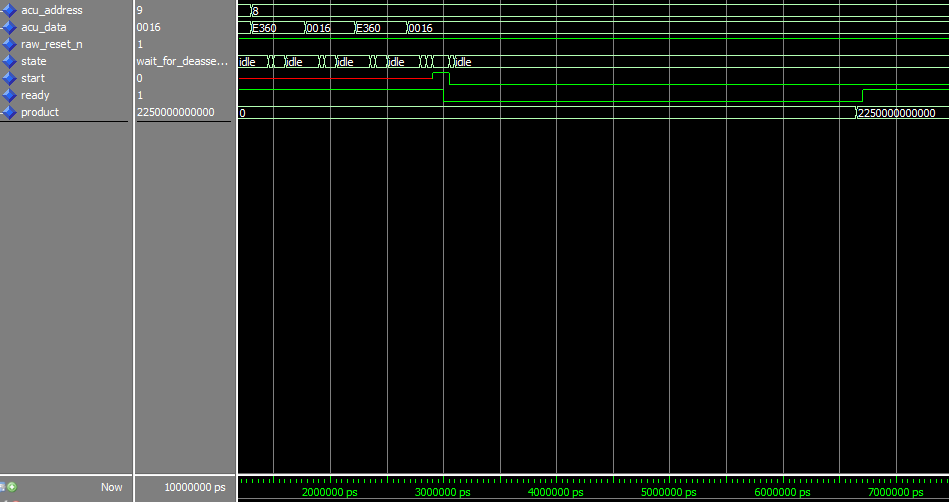 acu_address 9 8
acu_data 0016 E360 0016 E360 0016
raw_reset_n 1
state wait_for_deasse... idle idle idle idle idle
start 0
ready 1
product 2250000000000 0 2250000000000
Now 10000000 ps 2000000 ps 3000000 ps 4000000 ps 5000000 ps 6000000 ps 7000000 ps